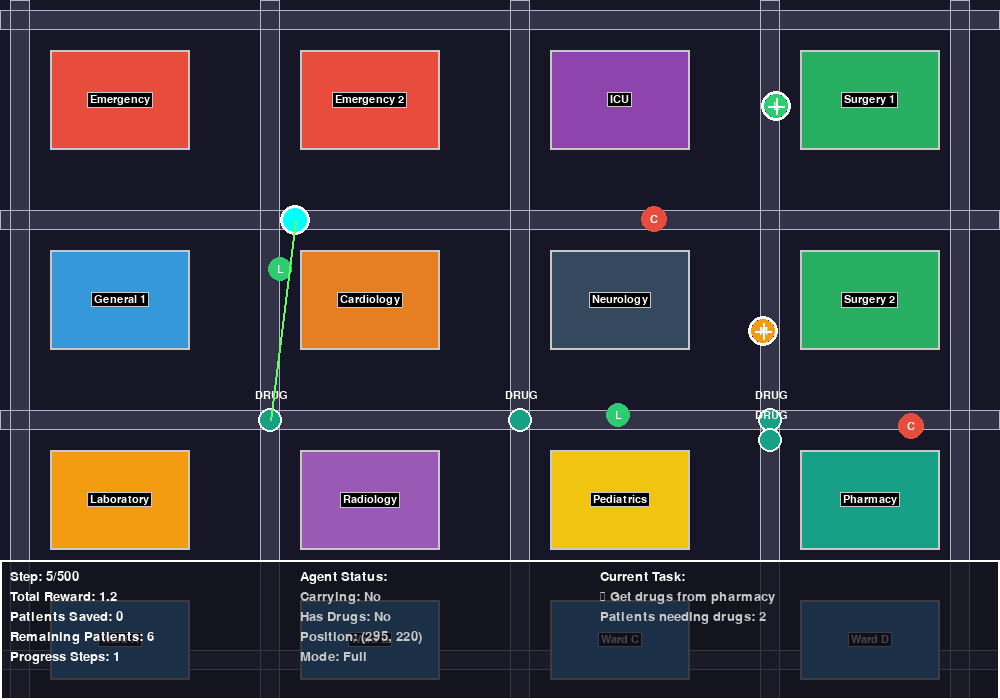 Emergency
Emergency 2
ICU
Surgery 1
C
L
General 1
Cardiology
Neurology
Surgery 2
DRUG
DRUG
DRUG
DRUG
L
C
Laboratory
Radiology
Pediatrics
Pharmacy
Step: 5/500
Total Reward: 1.2
Patients Saved: 0
Remaining Patients: 6
Progress Steps: 1
Agent Status:
Carrying: No
Has Drugs: No
Position: (295, 220)
Mode: Full
Current Task:
Get drugs from pharmacy
Patients needing drugs: 2
Ward C
Ward D